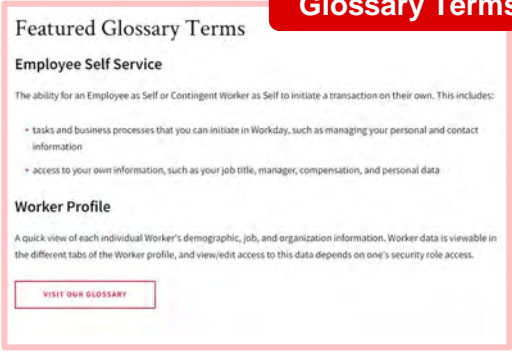 Glossary Terms
Featured Glossary Terms
Employee Self Service
The ability for an Employee as Self or Contingent Worker as Self to initiate a transaction on their own. This includes:
• tasks and business processes that you can initiate in Workday, such as managing your personal and contact
information
• access to your own information, such as your job title, manager, compensation, and personal data
Worker Profile
A quick view of each individual Worker's demographic, job, and organization information. Worker data is viewable in
the different tabs of the Worker profile, and view/edit access to this data depends on one's security role access.
VISIT OUR GLOSSARY